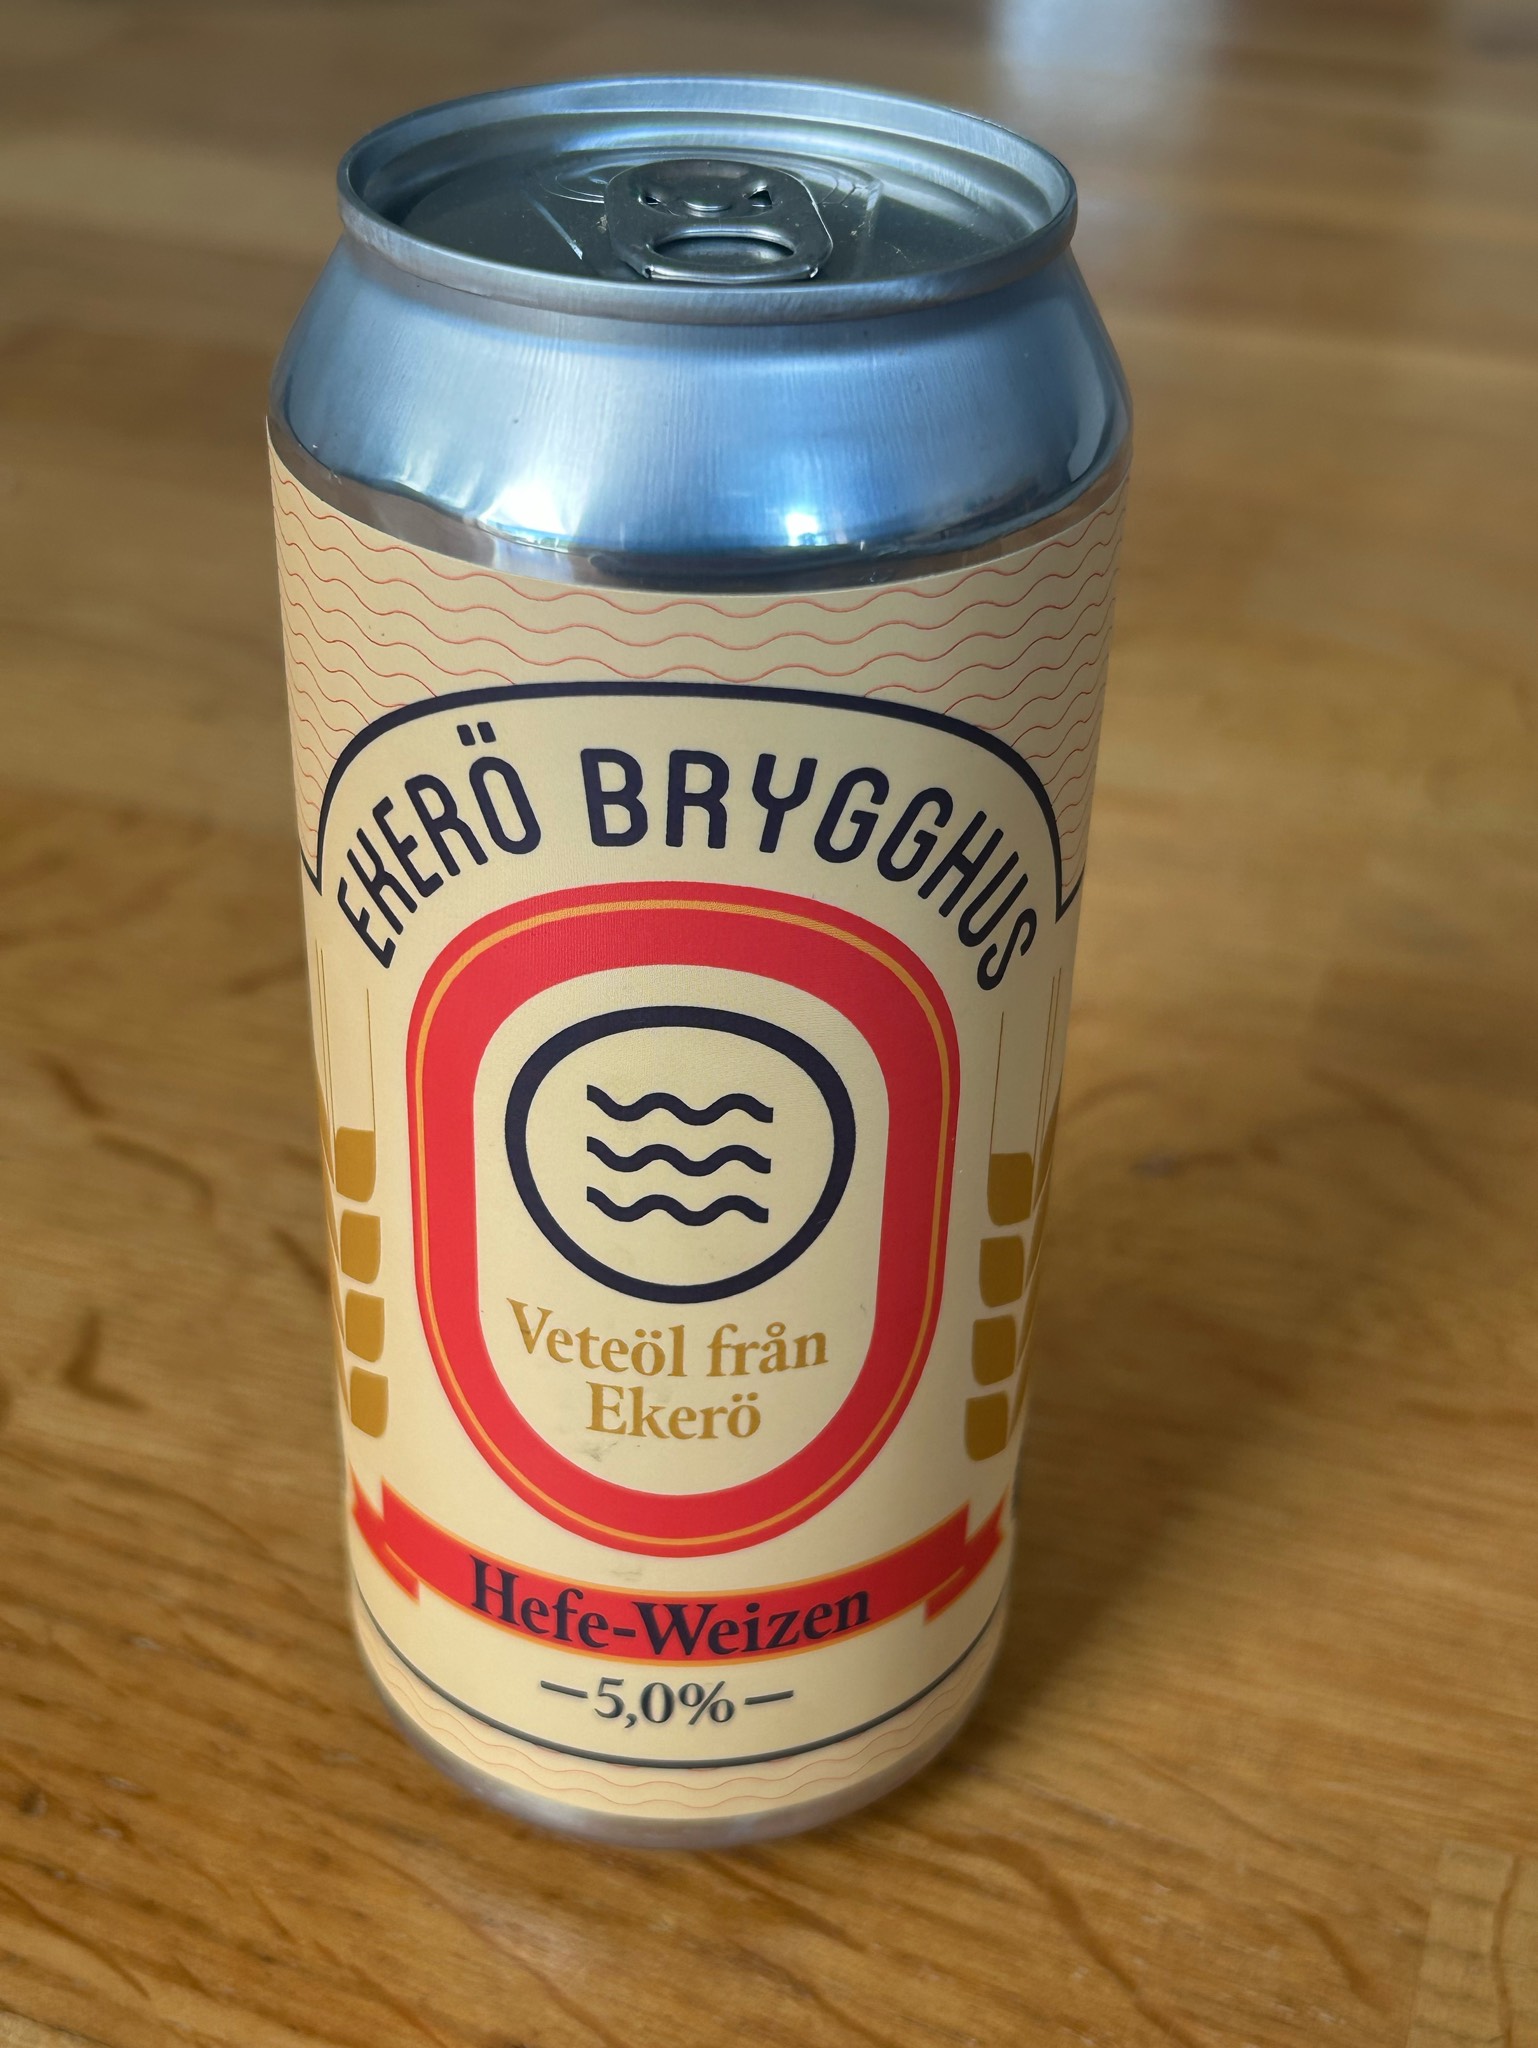 EKERÖ BRYGGHUS
Veteöl från
Ekerö
Hefe-Weizen
—5,0%—